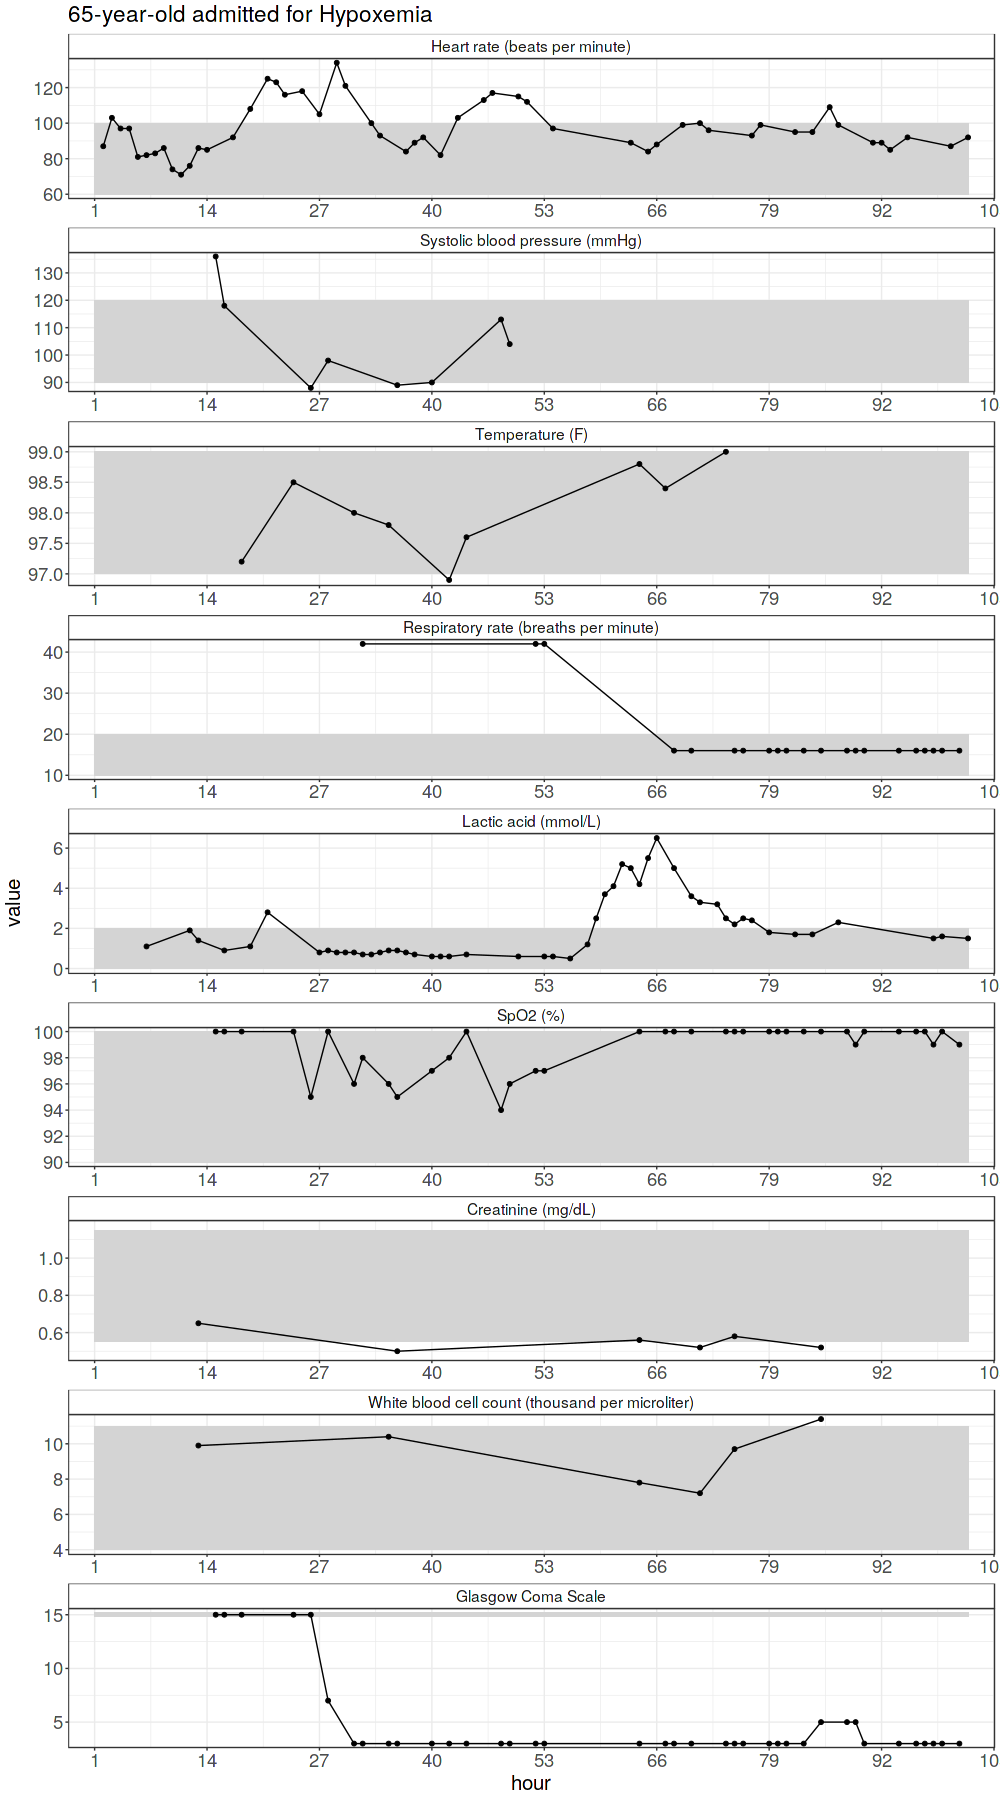 65-year-old admitted for Hypoxemia
Heart rate (beats per minute)
120
100
80
60
1 14 27 40 53 66 79 92 10
Systolic blood pressure (mmHg)
130
120
110
100
90
1 14 27 40 53 66 79 92 10
Temperature (F)
99.0
98.5
98.0
97.5
97.0
1 14 27 40 53 66 79 92 10
Respiratory rate (breaths per minute)
40
30
20
10
1 14 27 40 53 66 79 92 10
Lactic acid (mmol/L)
6
4
2
0
1 14 27 40 53 66 79 92 10
value
SpO2 (%)
100
98
96
94
92
90
1 14 27 40 53 66 79 92 10
Creatinine (mg/dL)
1.0
0.8
0.6
1 14 27 40 53 66 79 92 10
White blood cell count (thousand per microliter)
10
8
6
4
1 14 27 40 53 66 79 92 10
Glasgow Coma Scale
15
10
5
1 14 27 40 53 66 79 92 10
hour